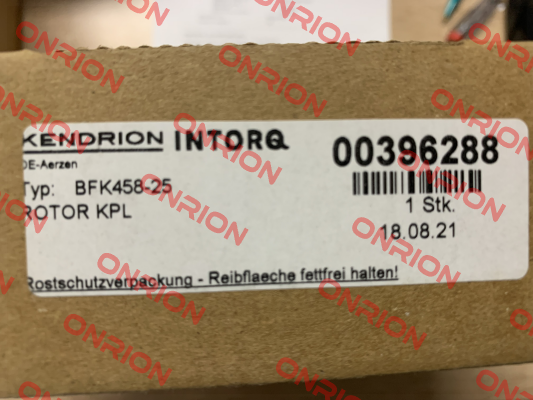 KENDRION INTORQ
DE-Aerzen
Typ: BFK458-25
ROTOR KPL
00396288
1 Stk.
18.08.21
Rostschutzverpackung - Reibflaeche fettfrei halten!
ONRION